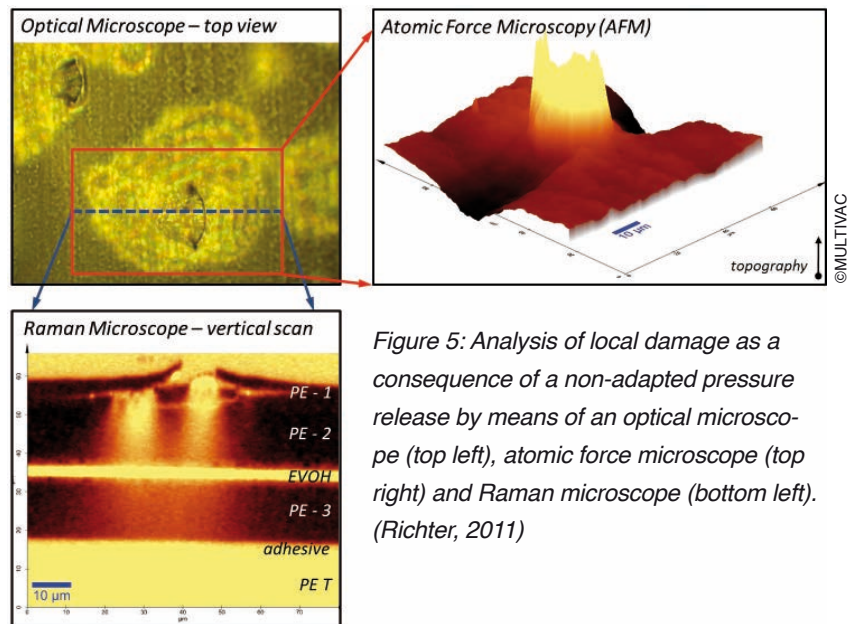 Optical Microscope – top view
Atomic Force Microscopy (AFM)
10 µm
topography
©MULTIVAC
Raman Microscope – vertical scan
PE - 1
PE - 2
EVOH
PE - 3
adhesive
PE T
10 µm
µm
Figure 5: Analysis of local damage as a
consequence of a non-adapted pressure
release by means of an optical microsco-
pe (top left), atomic force microscope (top
right) and Raman microscope (bottom left).
(Richter, 2011)